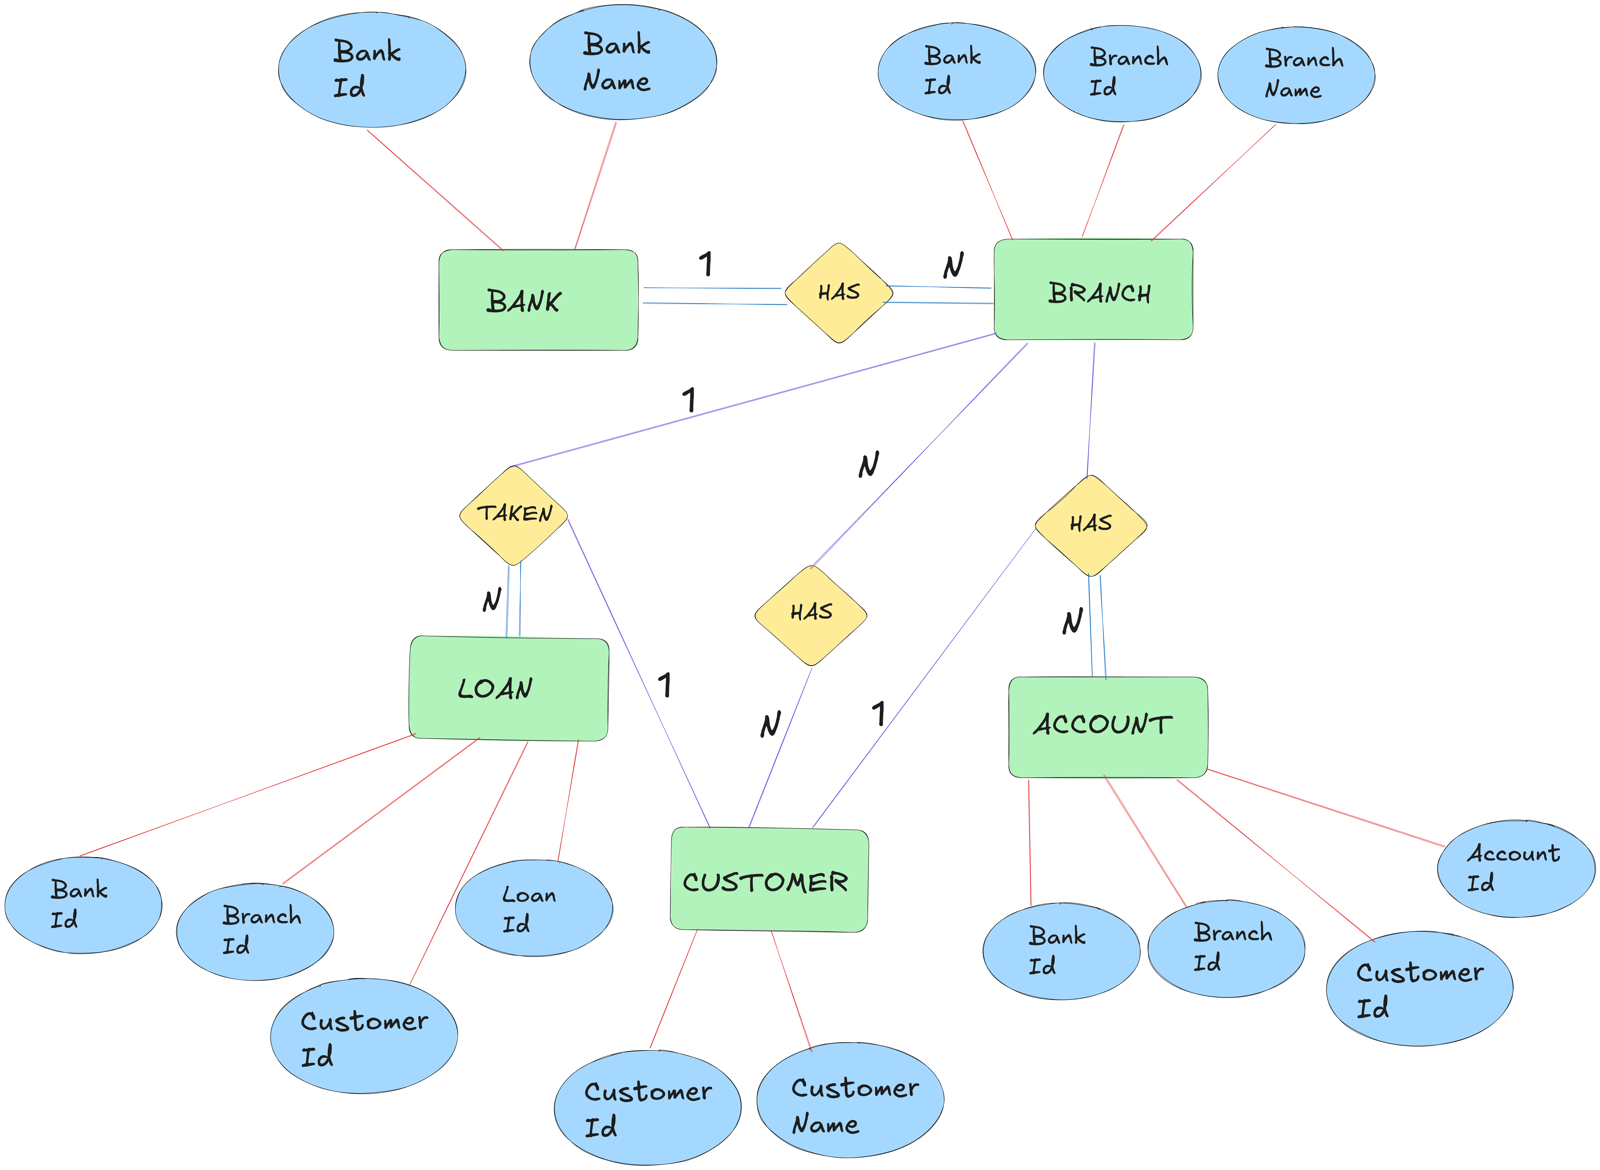 Bank
Id
Bank
Name
Bank
Id
Branch
Id
Branch
Name
BANK
1
HAS
N
BRANCH
1
N
TAKEN
HAS
HAS
N
N
LOAN
1
N
1
ACCOUNT
CUSTOMER
Bank
Id
Branch
Id
Customer
Id
Loan
Id
Customer
Id
Customer
Name
Bank
Id
Branch
Id
Customer
Id
Account
Id